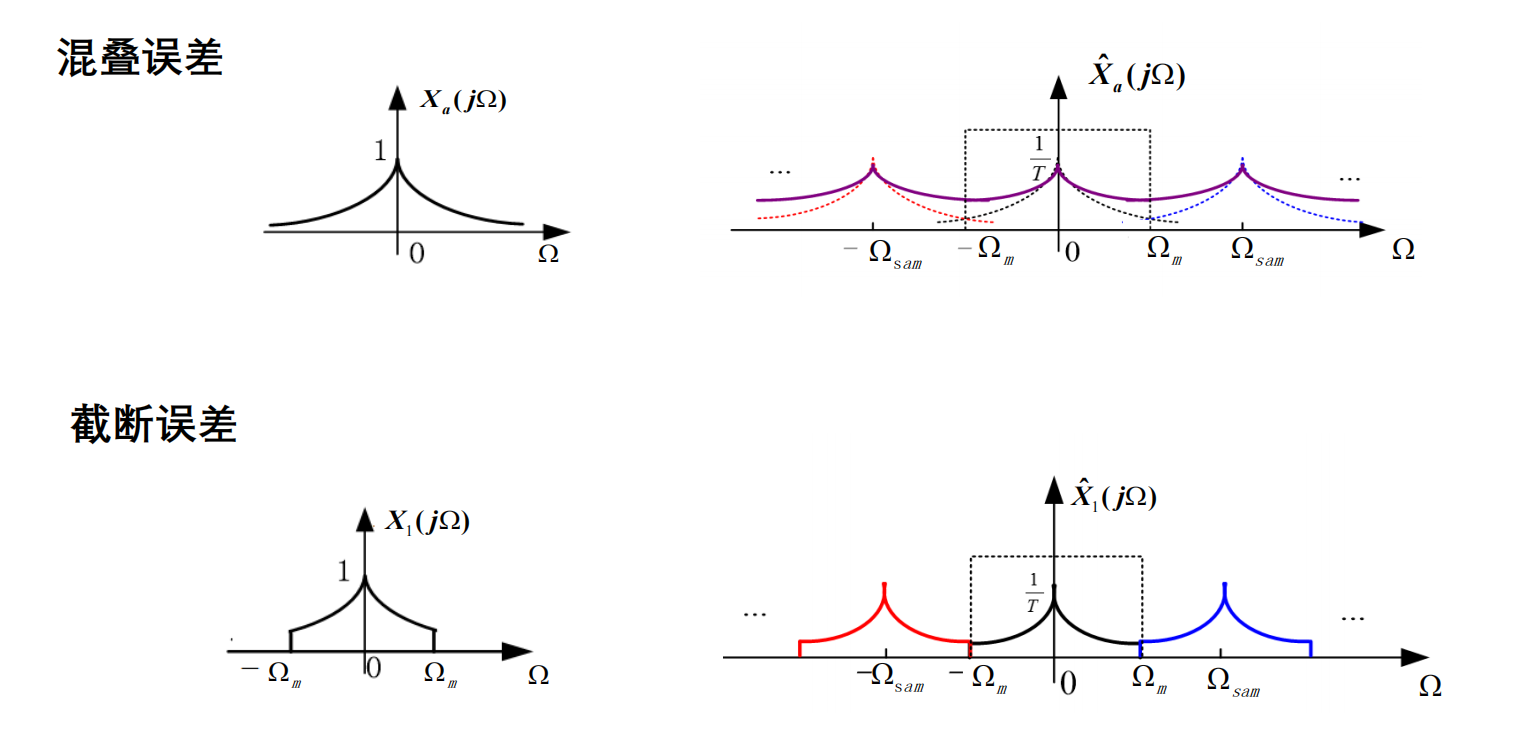 混叠误差
X_a(jΩ)
1
0
Ω
X̂_a(jΩ)
1/T
...
...
−Ω_sam
−Ω_m
0
Ω_m
Ω_sam
Ω
截断误差
X_1(jΩ)
1
−Ω_m
0
Ω_m
Ω
X̂_1(jΩ)
1/T
...
...
−Ω_sam
−Ω_m
0
Ω_m
Ω_sam
Ω